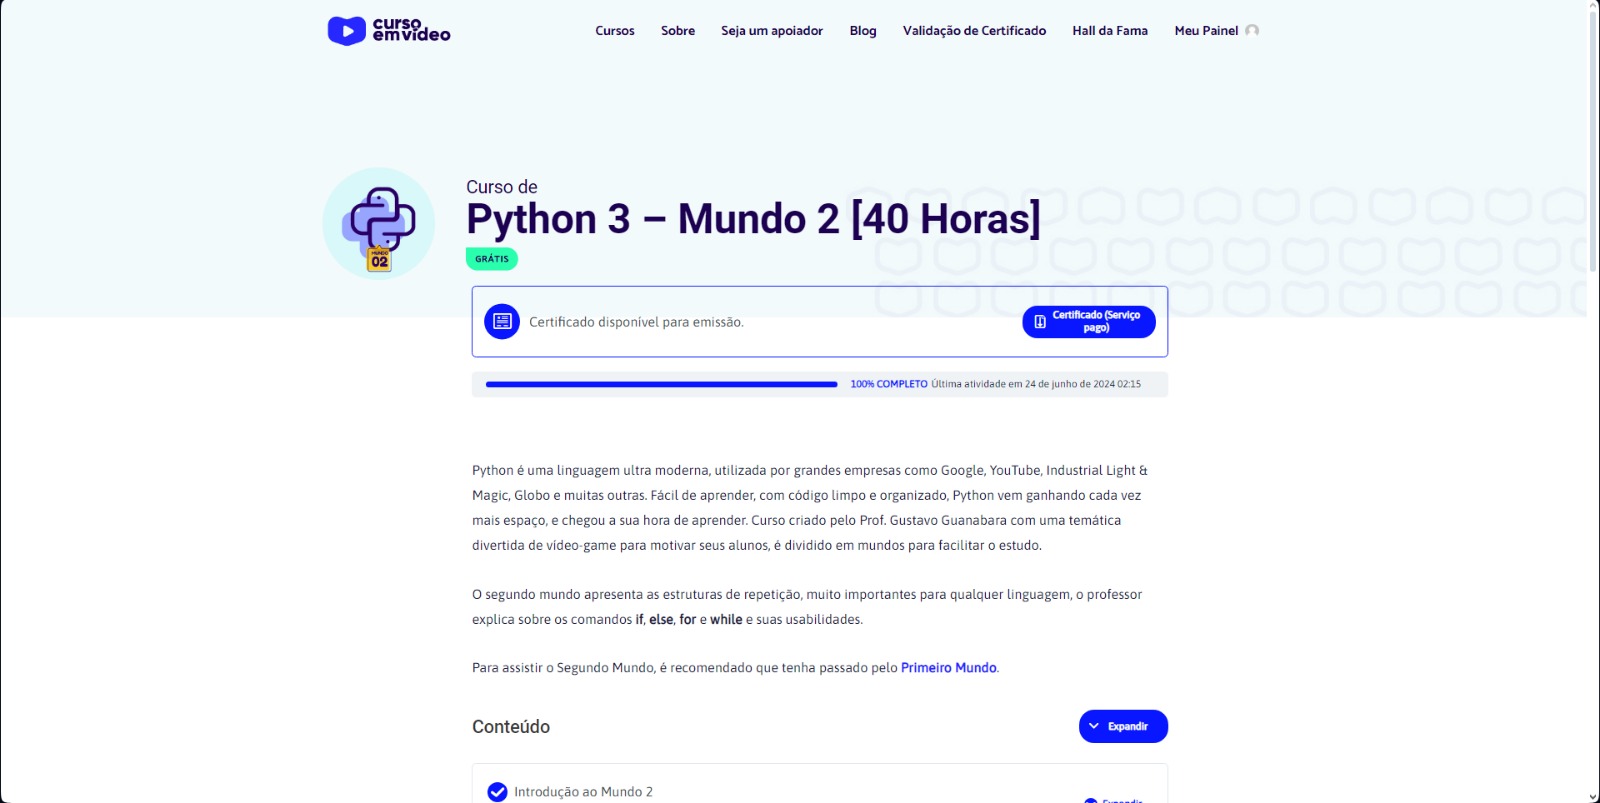 curso
emvideo
Cursos Sobre Seja um apoiador Blog Validação de Certificado Hall da Fama Meu Painel
Curso de
Python 3 – Mundo 2 [40 Horas]
MUNDO
02
GRÁTIS
Certificado disponível para emissão.
Certificado (Serviço
pago)
100% COMPLETO Última atividade em 24 de junho de 2024 02:15
Python é uma linguagem ultra moderna, utilizada por grandes empresas como Google, YouTube, Industrial Light &
Magic, Globo e muitas outras. Fácil de aprender, com código limpo e organizado, Python vem ganhando cada vez
mais espaço, e chegou a sua hora de aprender. Curso criado pelo Prof. Gustavo Guanabara com uma temática
divertida de vídeo-game para motivar seus alunos, é dividido em mundos para facilitar o estudo.
O segundo mundo apresenta as estruturas de repetição, muito importantes para qualquer linguagem, o professor
explica sobre os comandos if, else, for e while e suas usabilidades.
Para assistir o Segundo Mundo, é recomendado que tenha passado pelo Primeiro Mundo.
Conteúdo
Expandir
Introdução ao Mundo 2
Expandir